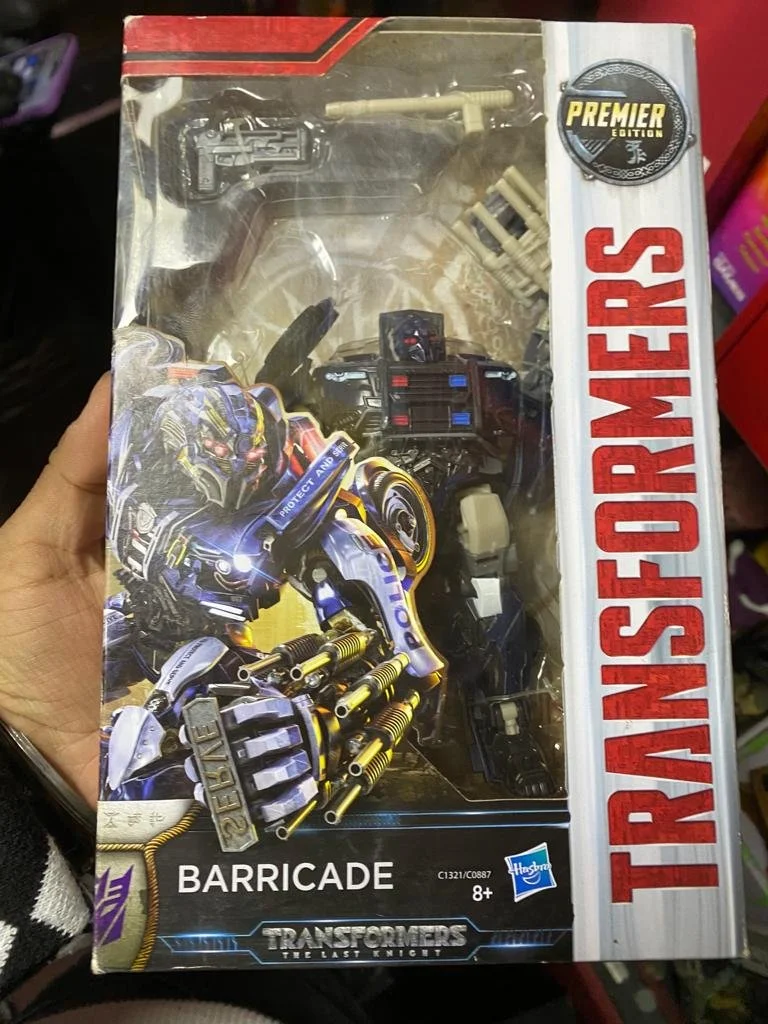 PREMIER
EDITION
TRANSFORMERS
PROTECT AND SERVE
POLICE
SERVE
BARRICADE
C1321/C0887
8+
Hasbro
TRANSFORMERS
THE LAST KNIGHT